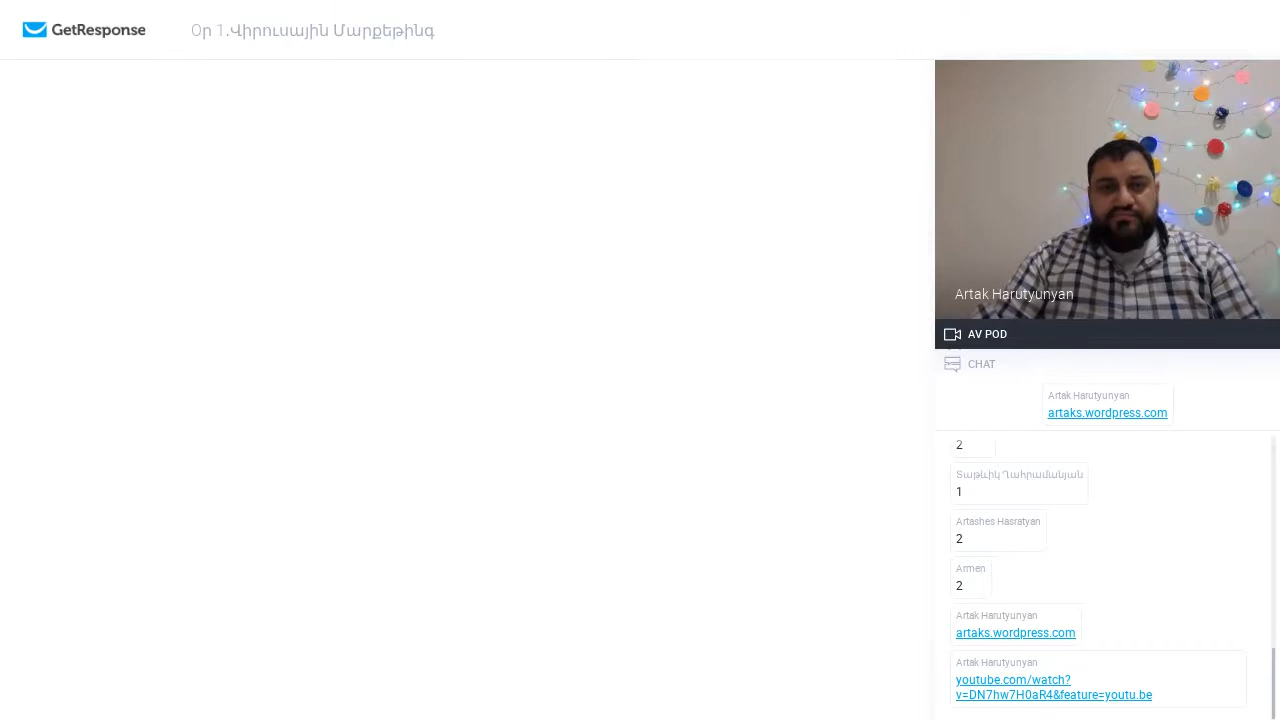 GetResponse
Օր 1.Վիրուսային Մարքեթինգ
Artak Harutyunyan
AV POD
CHAT
Artak Harutyunyan
artaks.wordpress.com
2
Տաթևիկ Ղահրամանյան
1
Artashes Hasratyan
2
Armen
2
Artak Harutyunyan
artaks.wordpress.com
Artak Harutyunyan
youtube.com/watch?
v=DN7hw7H0aR4&feature=youtu.be